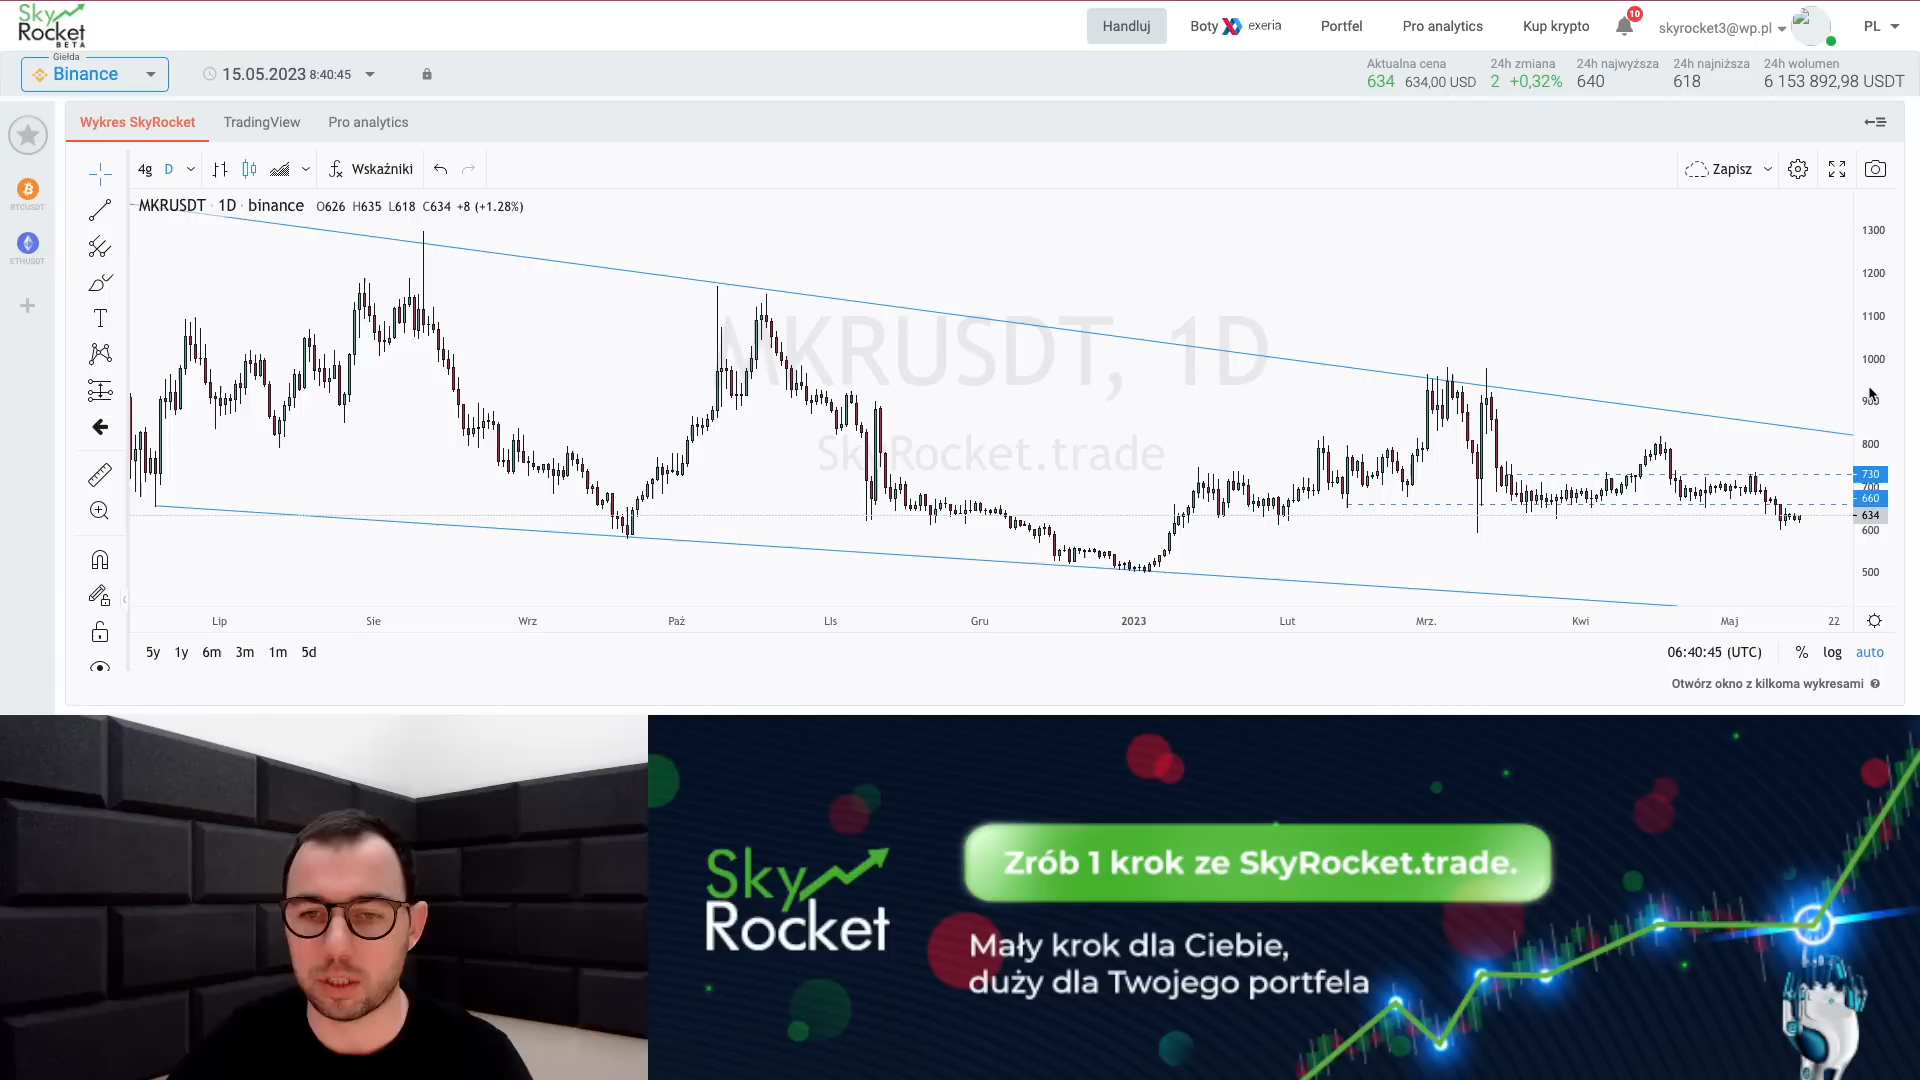 Sky
Rocket
BETA
Handluj
Boty exeria
Portfel
Pro analytics
Kup krypto
10
skyrocket3@wp.pl
PL
Giełda
Binance
15.05.2023 8:40:45
Aktualna cena
634 634,00 USD
24h zmiana
2 +0,32%
24h najwyższa
640
24h najniższa
618
24h wolumen
6 153 892,98 USDT
Wykres SkyRocket
TradingView
Pro analytics
BTCUSDT
ETHUSDT
4g D
Wskaźniki
Zapisz
MKRUSDT · 1D · binance O626 H635 L618 C634 +8 (+1.28%)
MKRUSDT, 1D
SkyRocket.trade
1300
1200
1100
1000
900
800
730
700
660
634
600
500
Lip Sie Wrz Paź LIs Gru 2023 Lut Mrz. Kwi Maj 22
5y 1y 6m 3m 1m 5d
06:40:45 (UTC) % log auto
Otwórz okno z kilkoma wykresami
Sky
Rocket
Zrób 1 krok ze SkyRocket.trade.
Mały krok dla Ciebie,
duży dla Twojego portfela